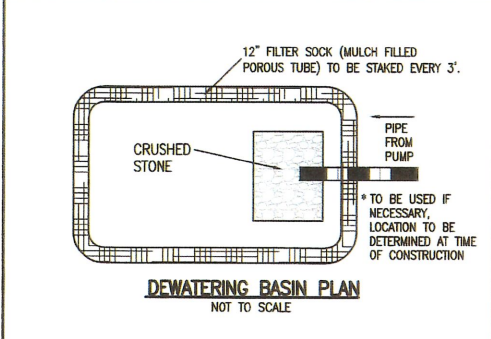 12" FILTER SOCK (MULCH FILLED
POROUS TUBE) TO BE STAKED EVERY 3'.
CRUSHED
STONE
PIPE
FROM
PUMP
* TO BE USED IF
NECESSARY,
LOCATION TO BE
DETERMINED AT TIME
OF CONSTRUCTION
DEWATERING BASIN PLAN
NOT TO SCALE